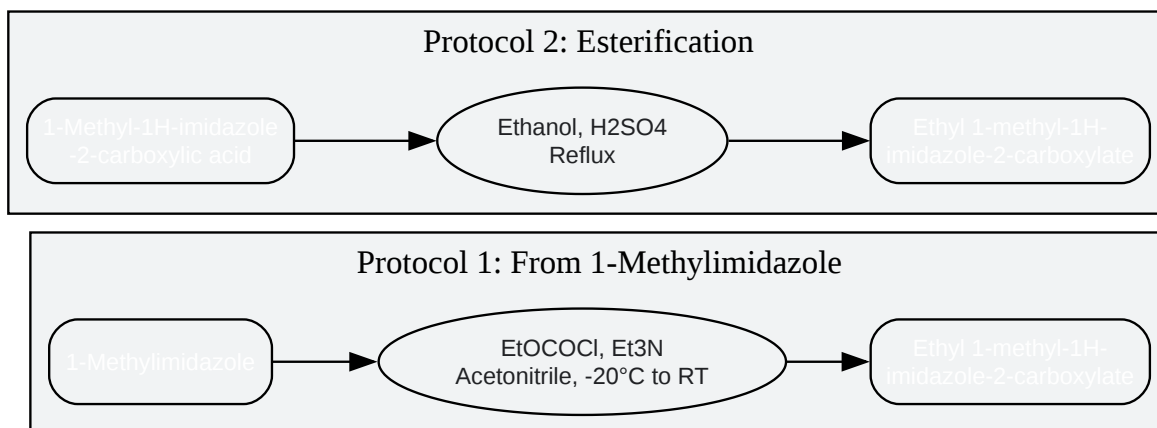 Protocol 2: Esterification
1-Methyl-1H-imidazole
-2-carboxylic acid
Ethanol, H2SO4
Reflux
Ethyl 1-methyl-1H-
imidazole-2-carboxylate
Protocol 1: From 1-Methylimidazole
1-Methylimidazole
EtOCOCl, Et3N
Acetonitrile, -20°C to RT
Ethyl 1-methyl-1H-
imidazole-2-carboxylate